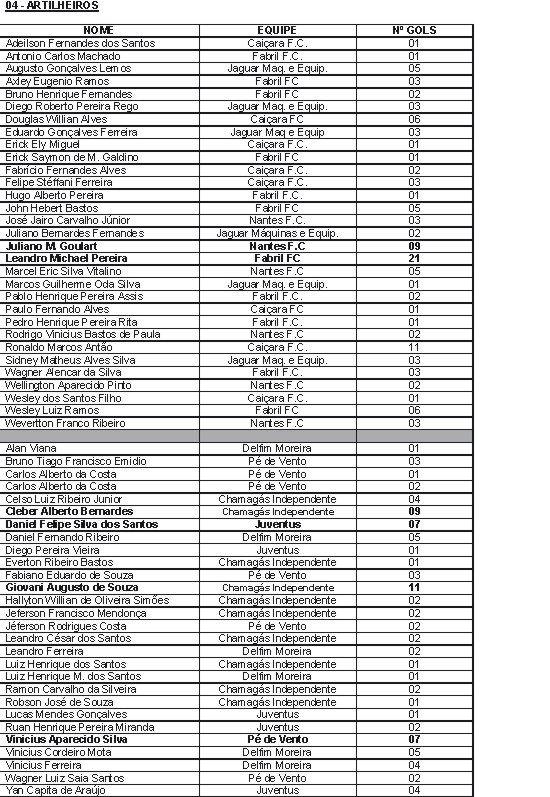 04 - ARTILHEIROS
NOME EQUIPE Nº GOLS
Adeilson Fernandes dos Santos Caiçara F.C. 01
Antonio Carlos Machado Fabril F.C. 01
Augusto Gonçalves Lemos Jaguar Maq. e Equip. 05
Axley Eugenio Ramos Fabril FC 03
Bruno Henrique Fernandes Fabril FC 02
Diego Roberto Pereira Rego Jaguar Maq. e Equip. 03
Douglas Willian Alves Caiçara FC 06
Eduardo Gonçalves Ferreira Jaguar Maq e Equip 03
Erick Ely Miguel Caiçara F.C. 01
Erick Saymon de M. Galdino Fabril FC 01
Fabrício Fernandes Alves Caiçara F.C. 02
Felipe Stéffani Ferreira Caiçara F.C. 03
Hugo Alberto Pereira Fabril F.C. 01
John Hebert Bastos Fabril FC 05
José Jairo Carvalho Júnior Nantes F.C. 03
Juliano Bernardes Fernandes Jaguar Máquinas e Equip. 02
Juliano M. Goulart Nantes F.C 09
Leandro Michael Pereira Fabril FC 21
Marcel Eric Silva Vitalino Nantes F.C 05
Marcos Guilherme Oda Silva Jaguar Maq. e Equip. 01
Pablo Henrique Pereira Assis Fabril F.C. 02
Paulo Fernando Alves Caiçara FC 01
Pedro Henrique Pereira Rita Fabril F.C. 01
Rodrigo Vinicius Bastos de Paula Nantes F.C 02
Ronaldo Marcos Antão Caiçara F.C. 11
Sidney Matheus Alves Silva Jaguar Maq. e Equip. 03
Wagner Alencar da Silva Fabril F.C. 03
Wellington Aparecido Pinto Nantes F.C 02
Wesley dos Santos Filho Caiçara F.C. 01
Wesley Luiz Ramos Fabril FC 06
Wevertton Franco Ribeiro Nantes F.C 03
Alan Viana Delfim Moreira 01
Bruno Tiago Francisco Emidio Pé de Vento 03
Carlos Alberto da Costa Pé de Vento 01
Carlos Alberto da Costa Pé de Vento 02
Celso Luiz Ribeiro Junior Chamagás Independente 04
Cleber Alberto Bernardes Chamagás Independente 09
Daniel Felipe Silva dos Santos Juventus 07
Daniel Fernando Ribeiro Delfim Moreira 05
Diego Pereira Vieira Juventus 01
Everton Ribeiro Bastos Chamagás Independente 01
Fabiano Eduardo de Souza Pé de Vento 03
Giovani Augusto de Souza Chamagás Independente 11
Hallyton Willian de Oliveira Simões Chamagás Independente 02
Jeferson Francisco Mendonça Chamagás Independente 02
Jéferson Rodrigues Costa Pé de Vento 02
Leandro César dos Santos Chamagás Independente 02
Leandro Ferreira Delfim Moreira 02
Luiz Henrique dos Santos Chamagás Independente 01
Luiz Henrique M. dos Santos Delfim Moreira 01
Ramon Carvalho da Silveira Chamagás Independente 02
Robson José de Souza Chamagás Independente 01
Lucas Mendes Gonçalves Juventus 01
Ruan Henrique Pereira Miranda Juventus 02
Vinicius Aparecido Silva Pé de Vento 07
Vinicius Cordeiro Mota Delfim Moreira 05
Vinicius Ferreira Delfim Moreira 04
Wagner Luiz Saia Santos Pé de Vento 02
Yan Capita de Araújo Juventus 04